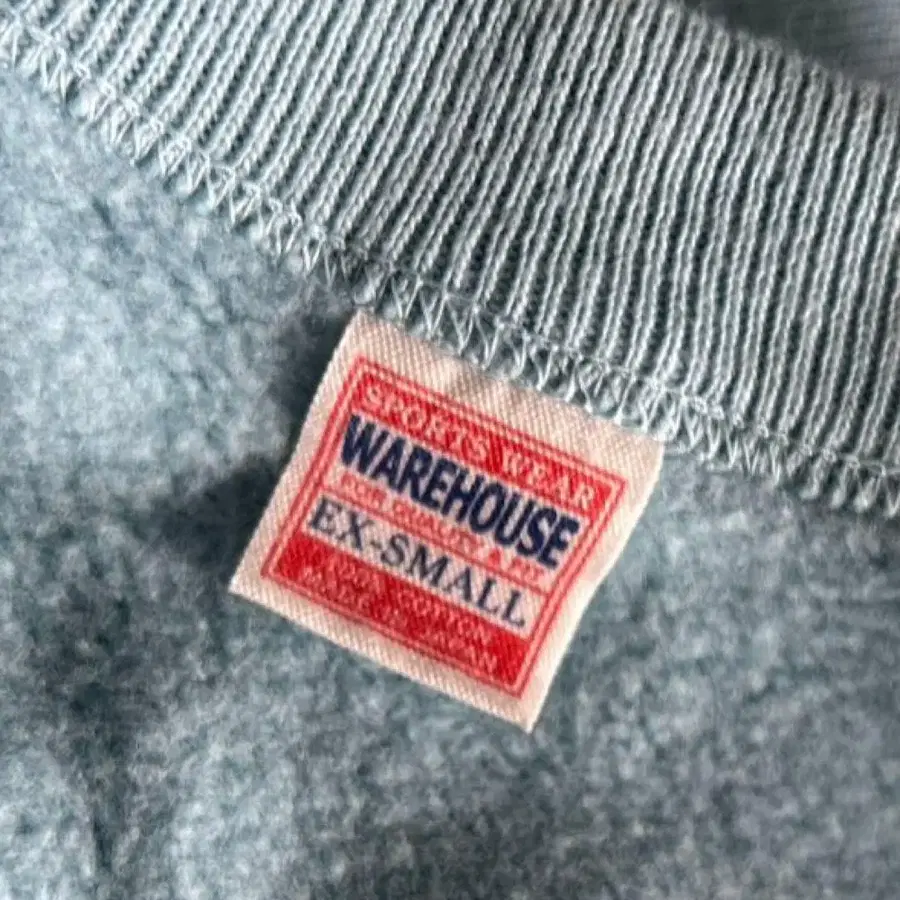 SPORTS WEAR
WAREHOUSE
FOR QUALITY & FIT
EX-SMALL
100% COTTON
MADE IN JAPAN